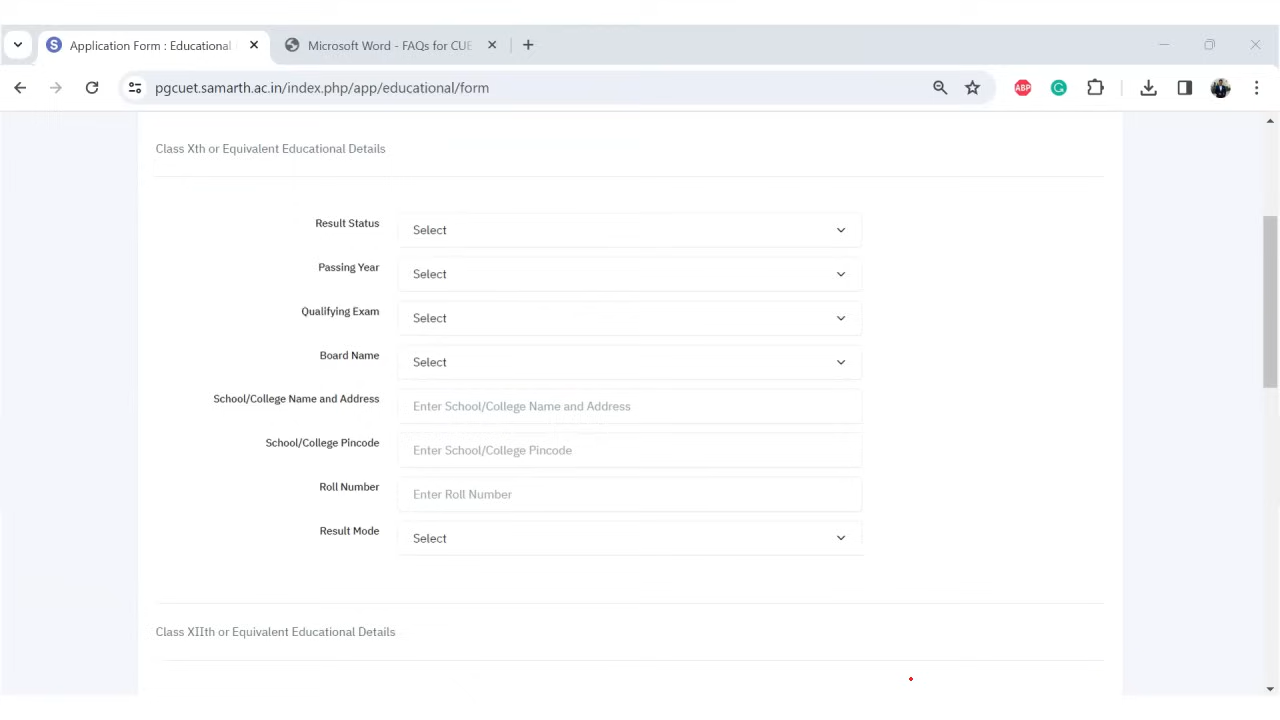 Application Form : Educational
Microsoft Word - FAQs for CUE
pgcuet.samarth.ac.in/index.php/app/educational/form
ABP
Class Xth or Equivalent Educational Details
Result Status
Select
Passing Year
Select
Qualifying Exam
Select
Board Name
Select
School/College Name and Address
Enter School/College Name and Address
School/College Pincode
Enter School/College Pincode
Roll Number
Enter Roll Number
Result Mode
Select
Class XIIth or Equivalent Educational Details